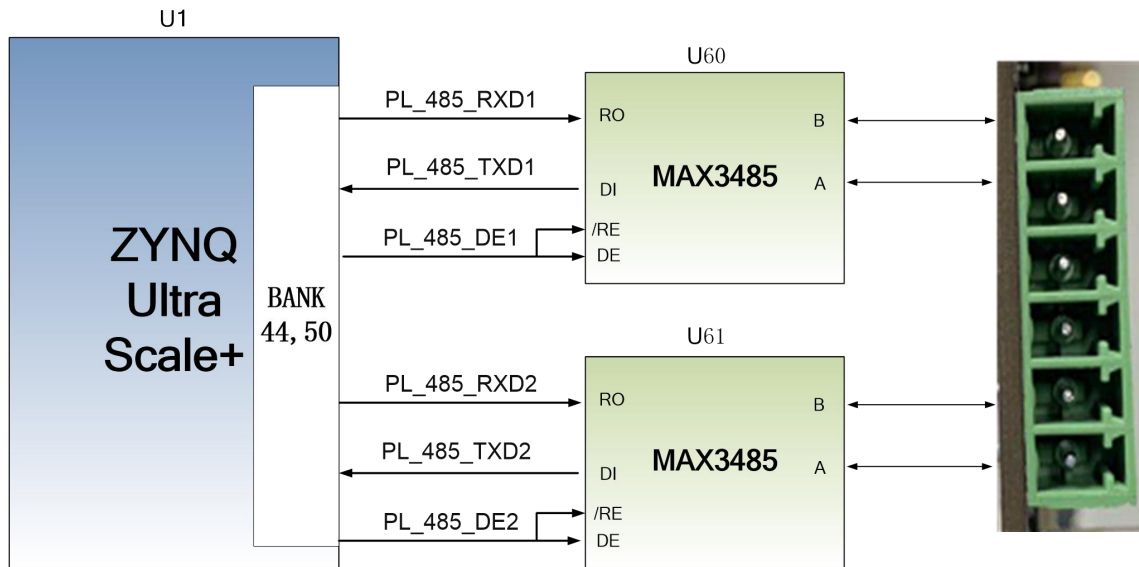 U1
ZYNQ
Ultra
Scale+
BANK
44, 50
PL_485_RXD1
PL_485_TXD1
PL_485_DE1
U60
RO
DI
/RE
DE
MAX3485
B
A
PL_485_RXD2
PL_485_TXD2
PL_485_DE2
U61
RO
DI
/RE
DE
MAX3485
B
A